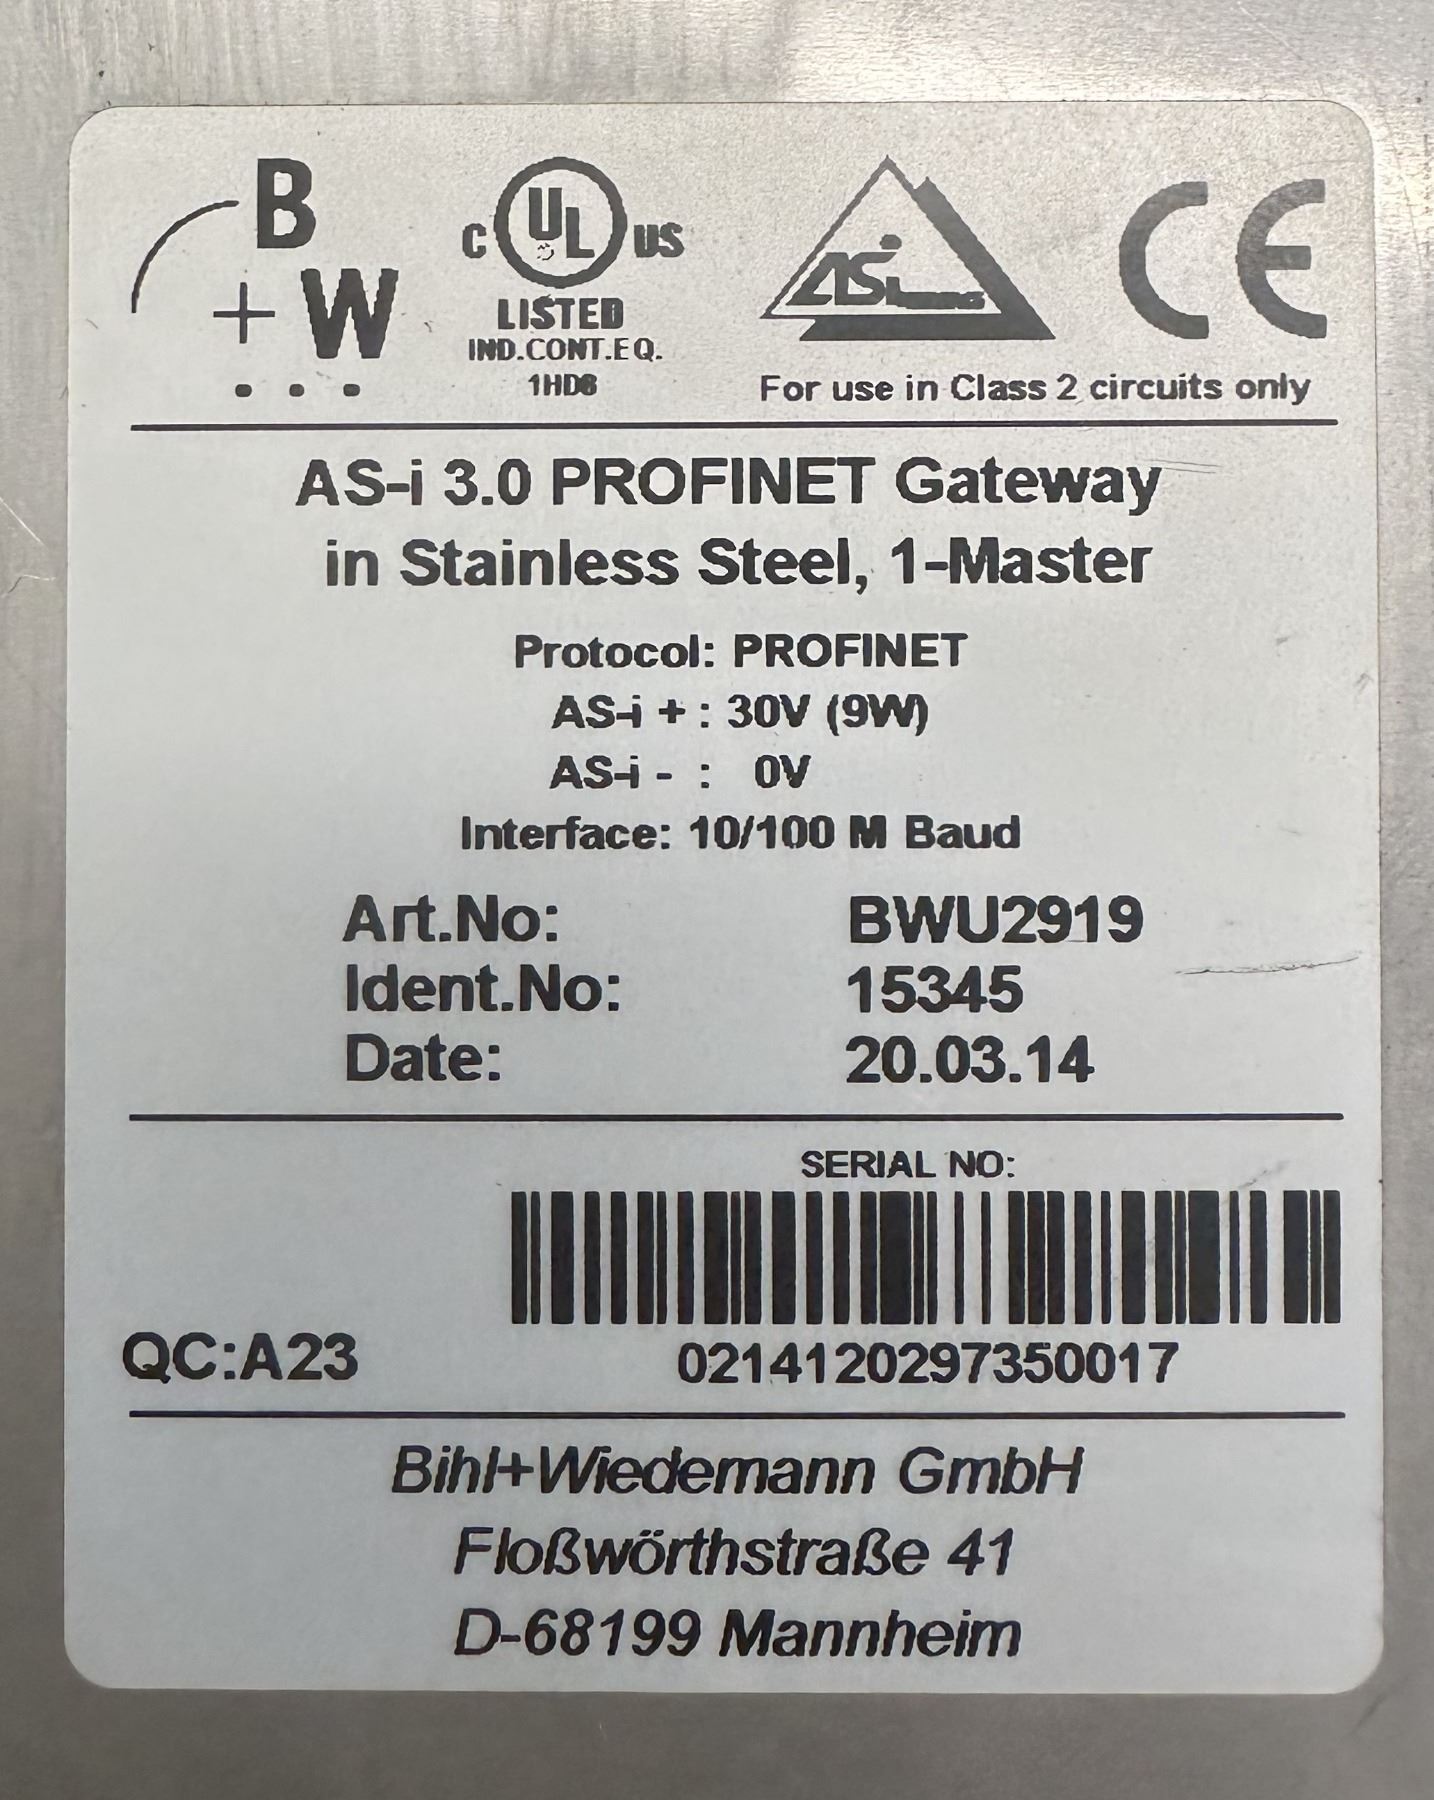 B
+W
C UL US
LISTED
IND.CONT.EQ.
1HD8
ASi
CE
For use in Class 2 circuits only
AS-i 3.0 PROFINET Gateway
in Stainless Steel, 1-Master
Protocol: PROFINET
AS-i + : 30V (9W)
AS-i - : 0V
Interface: 10/100 M Baud
Art.No: BWU2919
Ident.No: 15345
Date: 20.03.14
SERIAL NO:
QC:A23
0214120297350017
Bihl+Wiedemann GmbH
Floßwörthstraße 41
D-68199 Mannheim